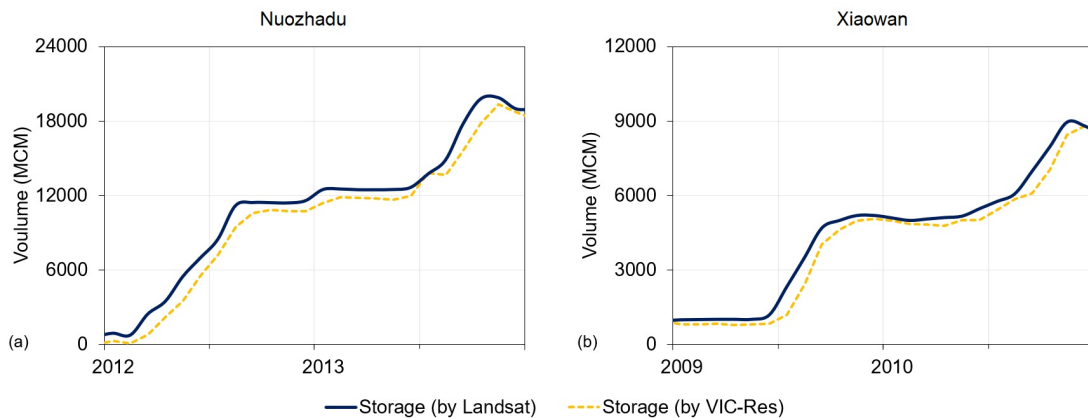 Nuozhadu
24000
18000
12000
6000
0
Voulume (MCM)
(a)
2012
2013
Xiaowan
12000
9000
6000
3000
0
Volume (MCM)
(b)
2009
2010
Storage (by Landsat)
Storage (by VIC-Res)